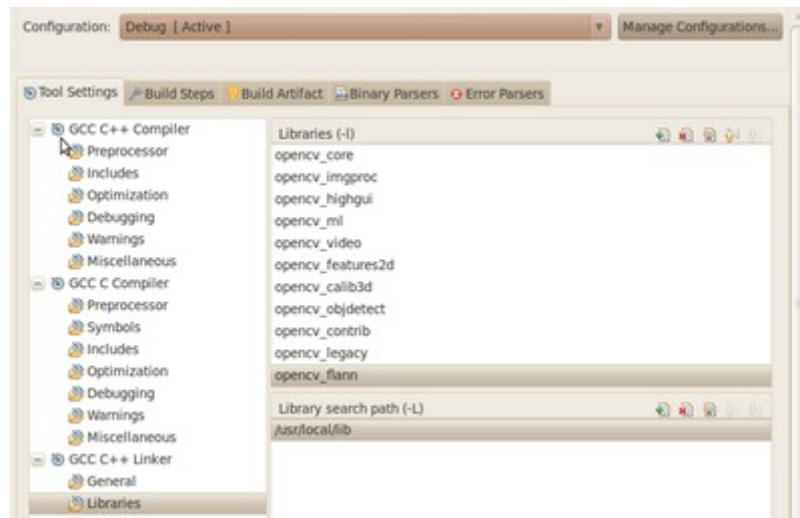 Configuration: Debug [ Active ] Manage Configurations...
Tool Settings Build Steps Build Artifact Binary Parsers Error Parsers
GCC C++ Compiler
Preprocessor
Includes
Optimization
Debugging
Warnings
Miscellaneous
GCC C Compiler
Preprocessor
Symbols
Includes
Optimization
Debugging
Warnings
Miscellaneous
GCC C++ Linker
General
Libraries
Libraries (-l)
opencv_core
opencv_imgproc
opencv_highgui
opencv_ml
opencv_video
opencv_features2d
opencv_calib3d
opencv_objdetect
opencv_contrib
opencv_legacy
opencv_flann
Library search path (-L)
/usr/local/lib